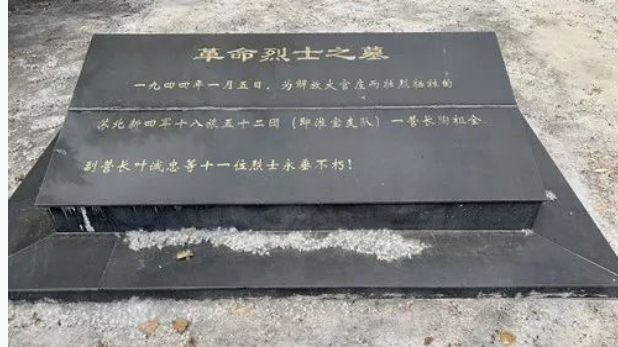 革命烈士之墓
一九四四年一月五日，为解放大官庄而壮烈牺牲的
苏北新四军十八旅五十二团（即淮宝支队）一营长陶祖全
副营长叶诚忠等十一位烈士永垂不朽！